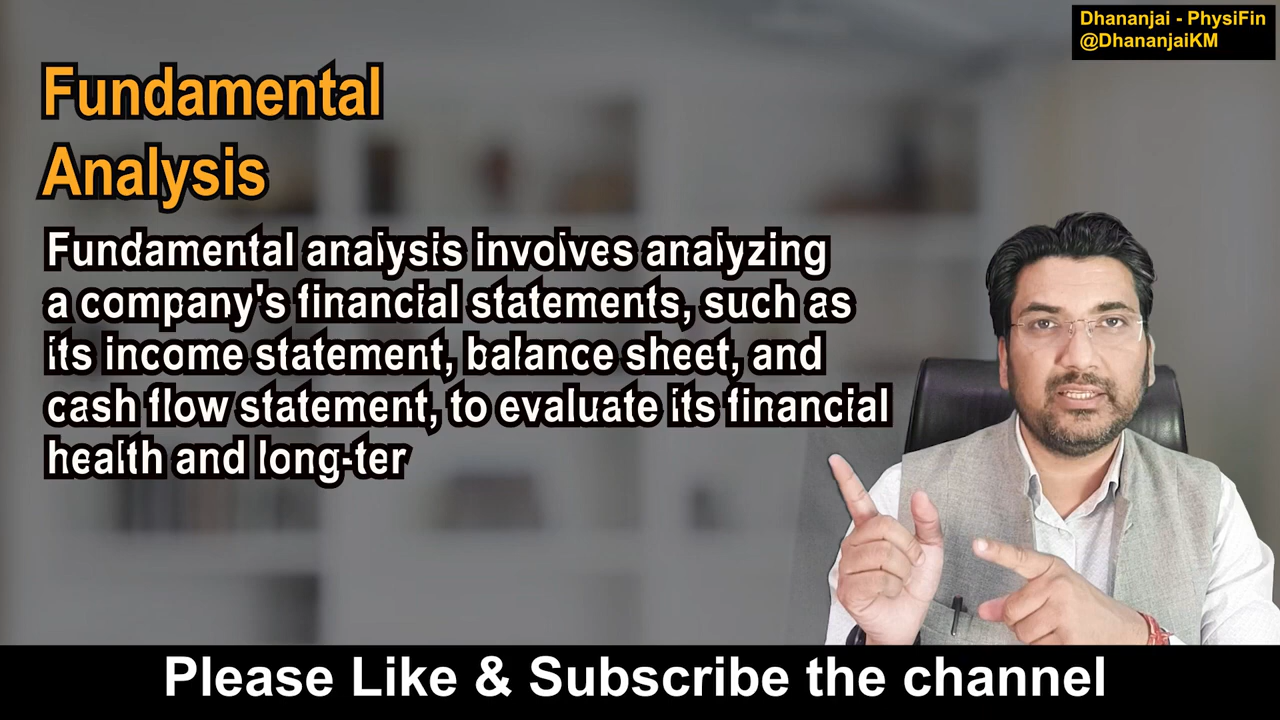 Dhananjai - PhysiFin
@DhananjaiKM
Fundamental
Analysis
Fundamental analysis involves analyzing
a company's financial statements, such as
its income statement, balance sheet, and
cash flow statement, to evaluate its financial
health and long-ter
Please Like & Subscribe the channel